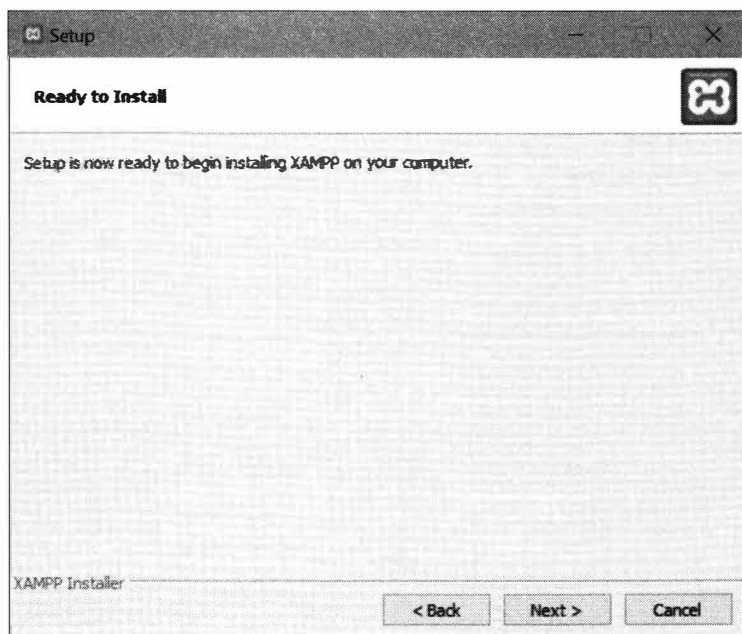 Setup
Ready to Install
Setup is now ready to begin installing XAMPP on your computer.
XAMPP Installer
< Back
Next >
Cancel